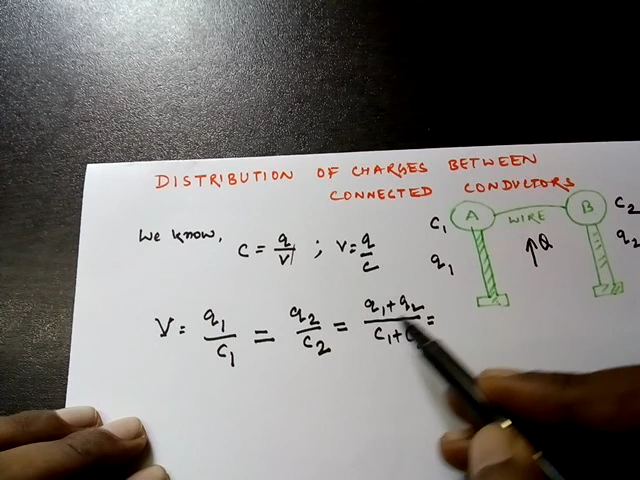 DISTRIBUTION OF CHARGES BETWEEN
CONNECTED CONDUCTORS
We know, C = q/V ; V = q/C
C₁ A WIRE B C₂
q₁ ↑Q q₂
V = q₁/C₁ = q₂/C₂ = q₁+q₂/C₁+C =